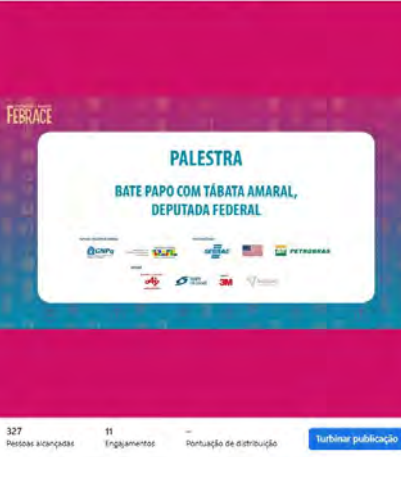 FEBRACE
PALESTRA
BATE PAPO COM TÁBATA AMARAL,
DEPUTADA FEDERAL
CNPq
SEBRAE
PETROBRAS
3M
327
11
–
Pessoas alcançadas
Engajamentos
Pontuação de distribuição
Turbinar publicação